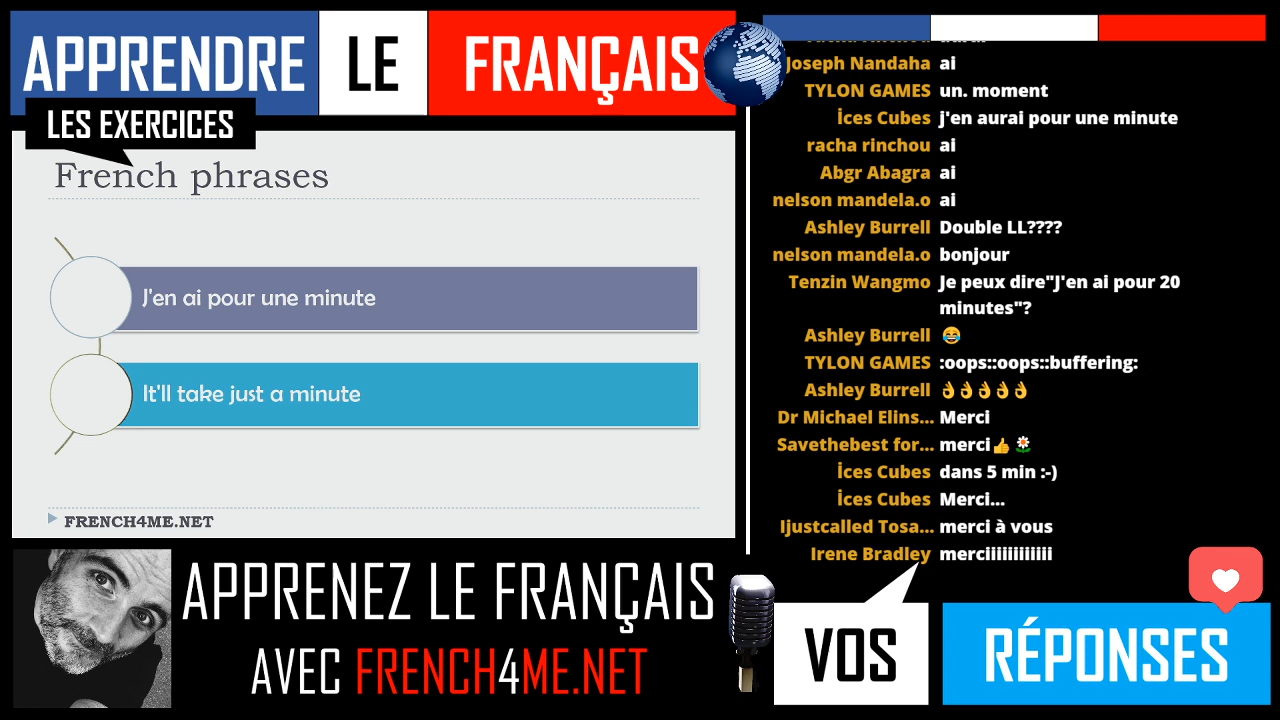 APPRENDRE LE FRANÇAIS
LES EXERCICES
French phrases
J'en ai pour une minute
It'll take just a minute
FRENCH4ME.NET
APPRENEZ LE FRANÇAIS
AVEC FRENCH4ME.NET
Joseph Nandaha ai
TYLON GAMES un. moment
İces Cubes j'en aurai pour une minute
racha rinchou ai
Abgr Abagra ai
nelson mandela.o ai
Ashley Burrell Double LL????
nelson mandela.o bonjour
Tenzin Wangmo Je peux dire"J'en ai pour 20
minutes"?
Ashley Burrell 😂
TYLON GAMES :oops::oops::buffering:
Ashley Burrell 👌👌👌👌👌
Dr Michael Elins... Merci
Savethebest for... merci👍🌼
İces Cubes dans 5 min :-)
İces Cubes Merci...
Ijustcalled Tosa... merci à vous
Irene Bradley merciiiiiiiiiiiii
VOS RÉPONSES